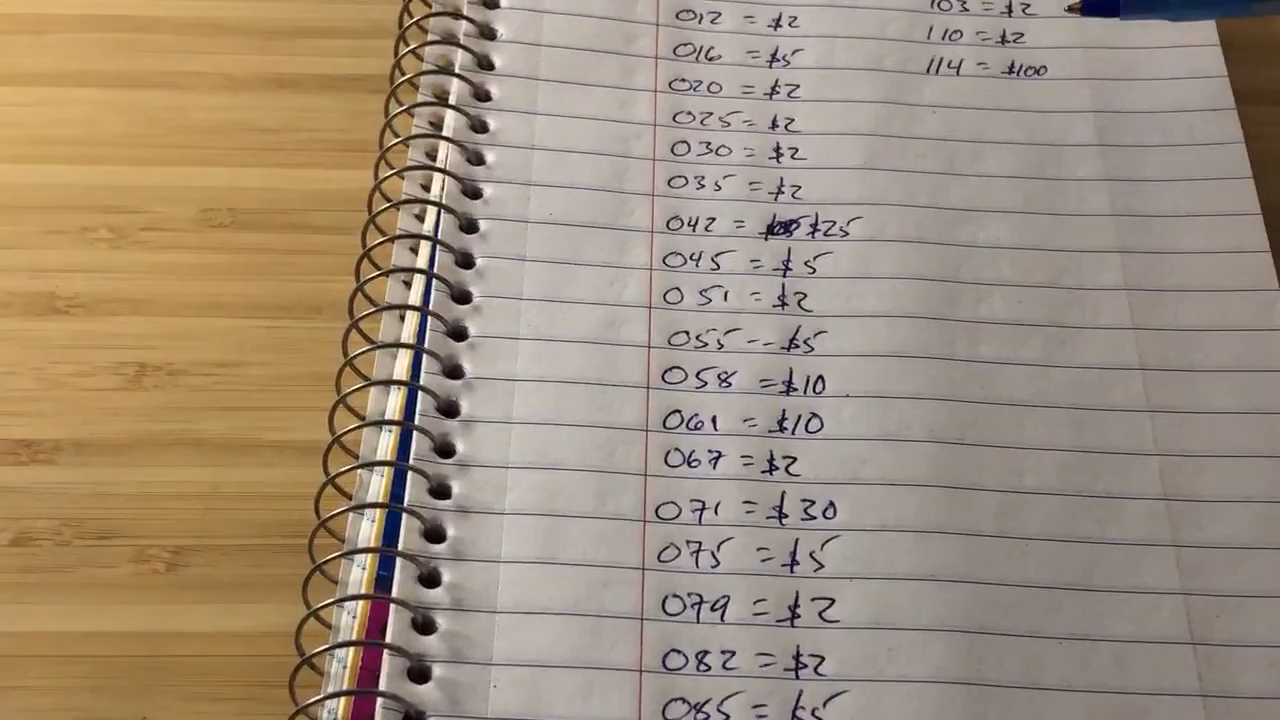 012 = $2
016 = $5
020 = $2
025 = $2
030 = $2
035 = $2
042 = $25
045 = $5
051 = $2
055 -- $5
058 = $10
061 = $10
067 = $2
071 = $30
075 = $5
079 = $2
082 = $2
085 = $5
103 = $2
110 = $2
114 = $100